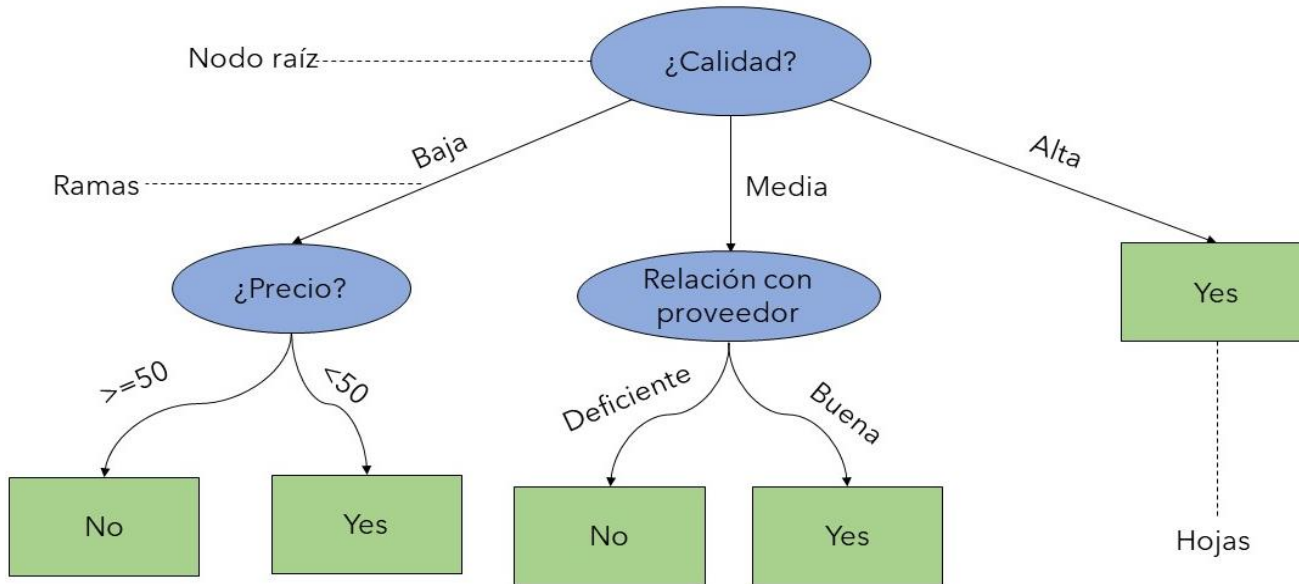 ¿Calidad?
Nodo raíz
Baja
Alta
Ramas
Media
¿Precio?
Relación con
proveedor
Yes
>=50
<50
Deficiente
Buena
No
Yes
No
Yes
Hojas